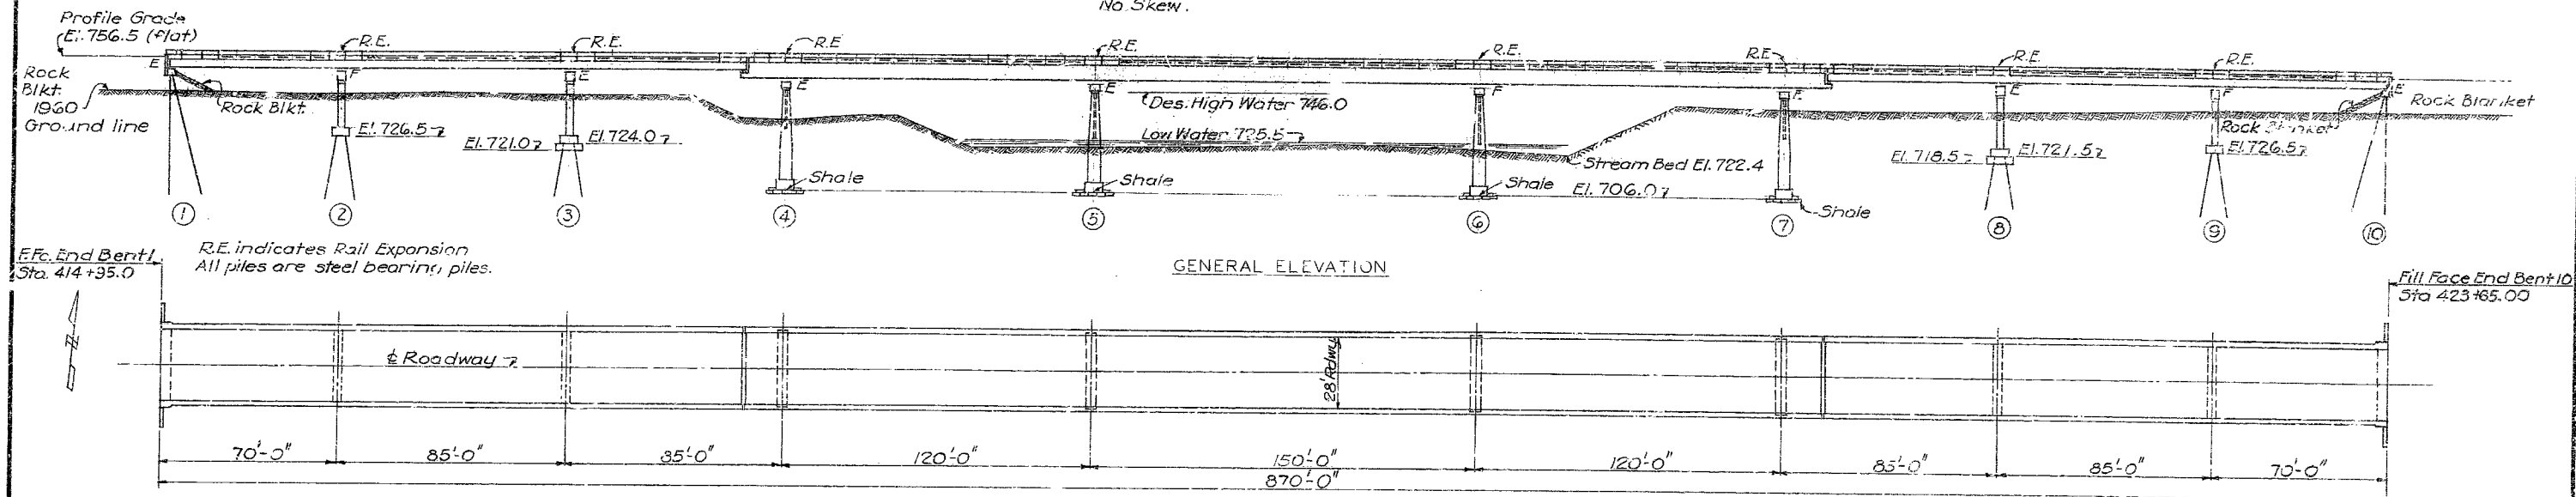 No Skew.
Profile Grade
El. 756.5 (flat)
R.E.
R.E.
R.E
R.E.
R.E.
R.E
R.E.
R.E.
Rock
Blkt.
1960
Ground line
E
Rock Blkt.
F
E
E
E
F
F
E
F
E
Des. High Water 746.0
Low Water 725.5
Rock Blanket
Rock Blanket
El. 726.5
El. 721.0
El. 724.0
Stream Bed El. 722.4
El. 718.5
El. 721.5
El. 726.5
Shale
Shale
Shale
El. 706.0
Shale
1
2
3
4
5
6
7
8
9
10
R.E. indicates Rail Expansion
All piles are steel bearing piles.
F.Fc. End Bent 1
Sta. 414+95.0
GENERAL ELEVATION
Fill Face End Bent 10
Sta 423+65.00
℄ Roadway
28' Rdwy
70'-0"
85'-0"
85'-0"
120'-0"
150'-0"
120'-0"
85'-0"
85'-0"
70'-0"
870'-0"